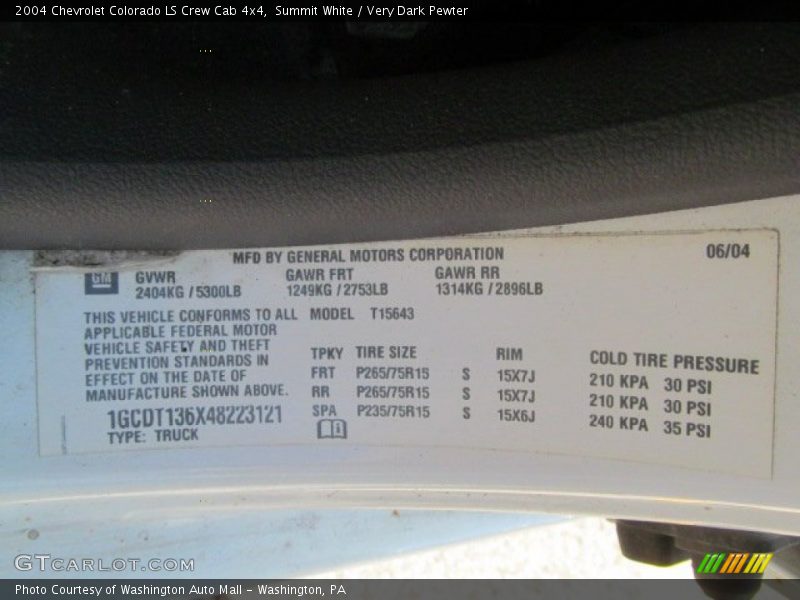 2004 Chevrolet Colorado LS Crew Cab 4x4,  Summit White / Very Dark Pewter
MFD BY GENERAL MOTORS CORPORATION 06/04
GM GVWR GAWR FRT GAWR RR
2404KG / 5300LB 1249KG / 2753LB 1314KG / 2896LB
THIS VEHICLE CONFORMS TO ALL MODEL T15643
APPLICABLE FEDERAL MOTOR
VEHICLE SAFETY AND THEFT
PREVENTION STANDARDS IN
EFFECT ON THE DATE OF
MANUFACTURE SHOWN ABOVE.
1GCDT136X48223121
TYPE: TRUCK
TPKY TIRE SIZE RIM COLD TIRE PRESSURE
FRT P265/75R15 S 15X7J 210 KPA 30 PSI
RR P265/75R15 S 15X7J 210 KPA 30 PSI
SPA P235/75R15 S 15X6J 240 KPA 35 PSI
GTCARLOT.COM
Photo Courtesy of Washington Auto Mall - Washington, PA